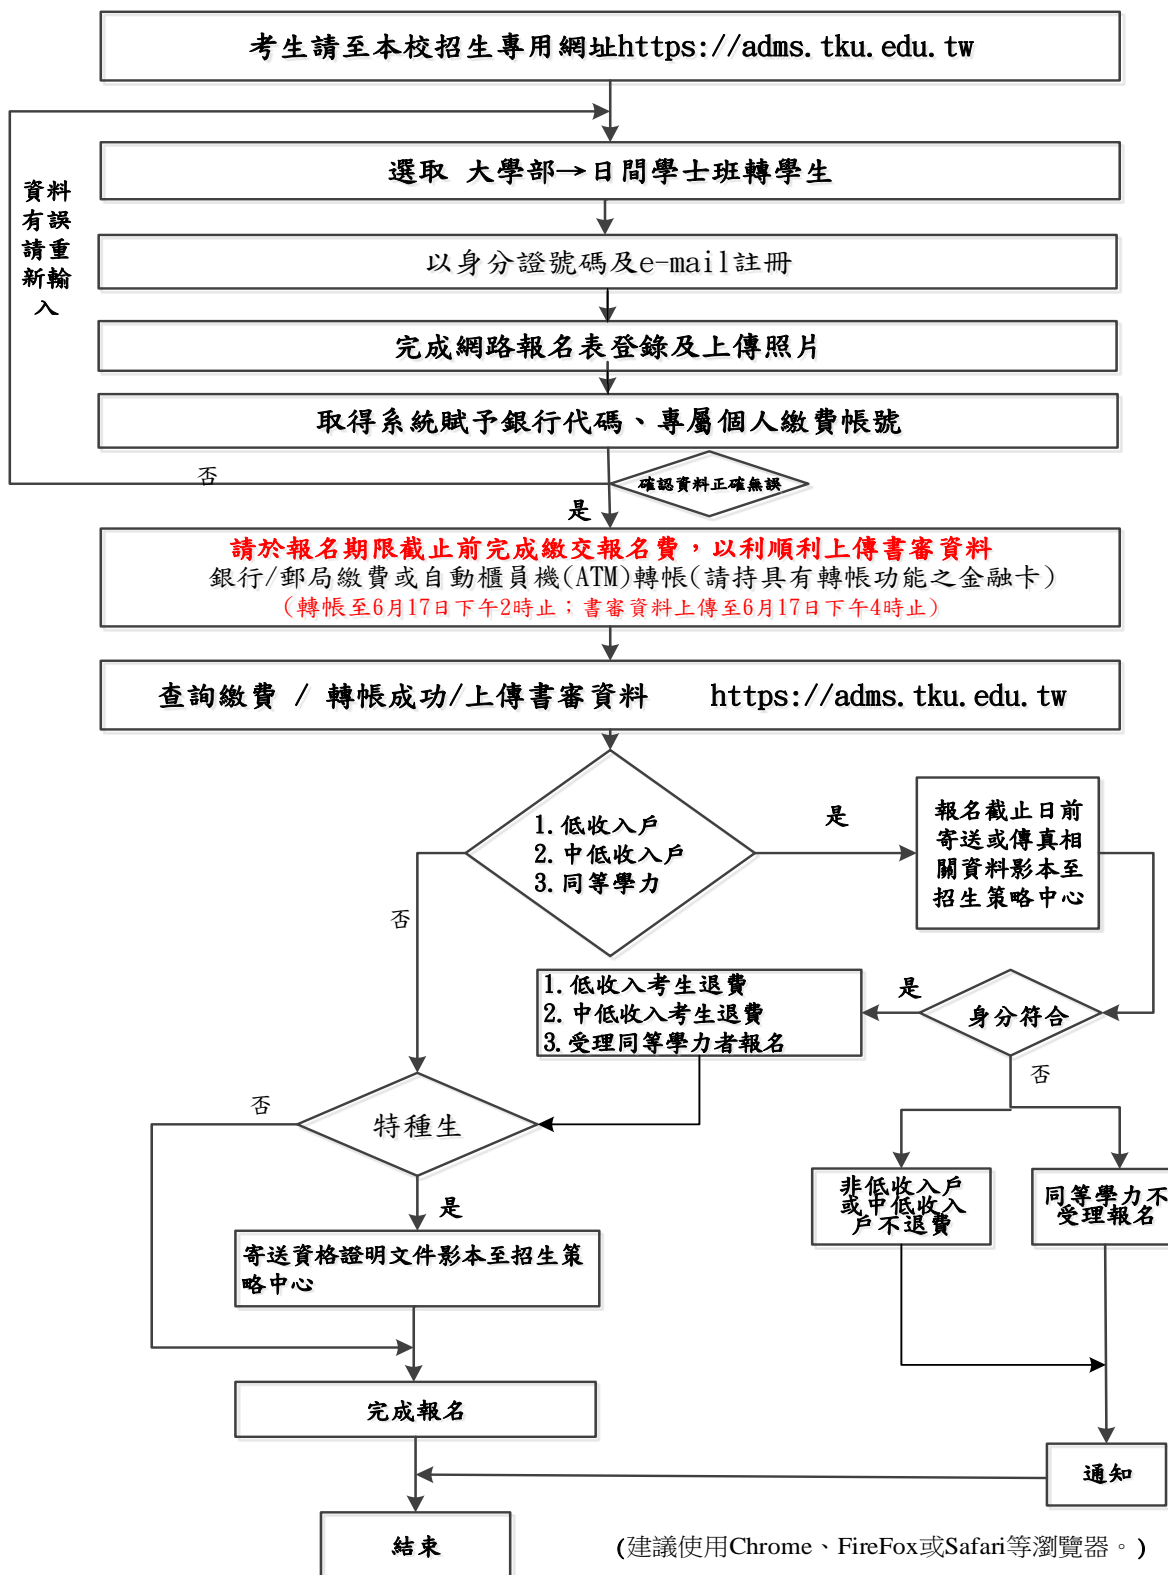 考生請至本校招生專用網址https://adms.tku.edu.tw
選取 大學部→日間學士班轉學生
資料
有誤
請重
新輸
入
以身分證號碼及e-mail註冊
完成網路報名表登錄及上傳照片
取得系統賦予銀行代碼、專屬個人繳費帳號
否
確認資料正確無誤
是
請於報名期限截止前完成繳交報名費，以利順利上傳書審資料
銀行/郵局繳費或自動櫃員機(ATM)轉帳(請持具有轉帳功能之金融卡)
(轉帳至6月17日下午2時止；書審資料上傳至6月17日下午4時止)
查詢繳費 / 轉帳成功/上傳書審資料 https://adms.tku.edu.tw
1.低收入戶
2.中低收入戶
3.同等學力
是
報名截止日前
寄送或傳真相
關資料影本至
招生策略中心
否
1.低收入考生退費
2.中低收入考生退費
3.受理同等學力者報名
是
身分符合
否
否
特種生
是
非低收入戶
或中低收入
戶不退費
同等學力不
受理報名
寄送資格證明文件影本至招生策
略中心
完成報名
通知
結束
(建議使用Chrome、FireFox或Safari等瀏覽器。)